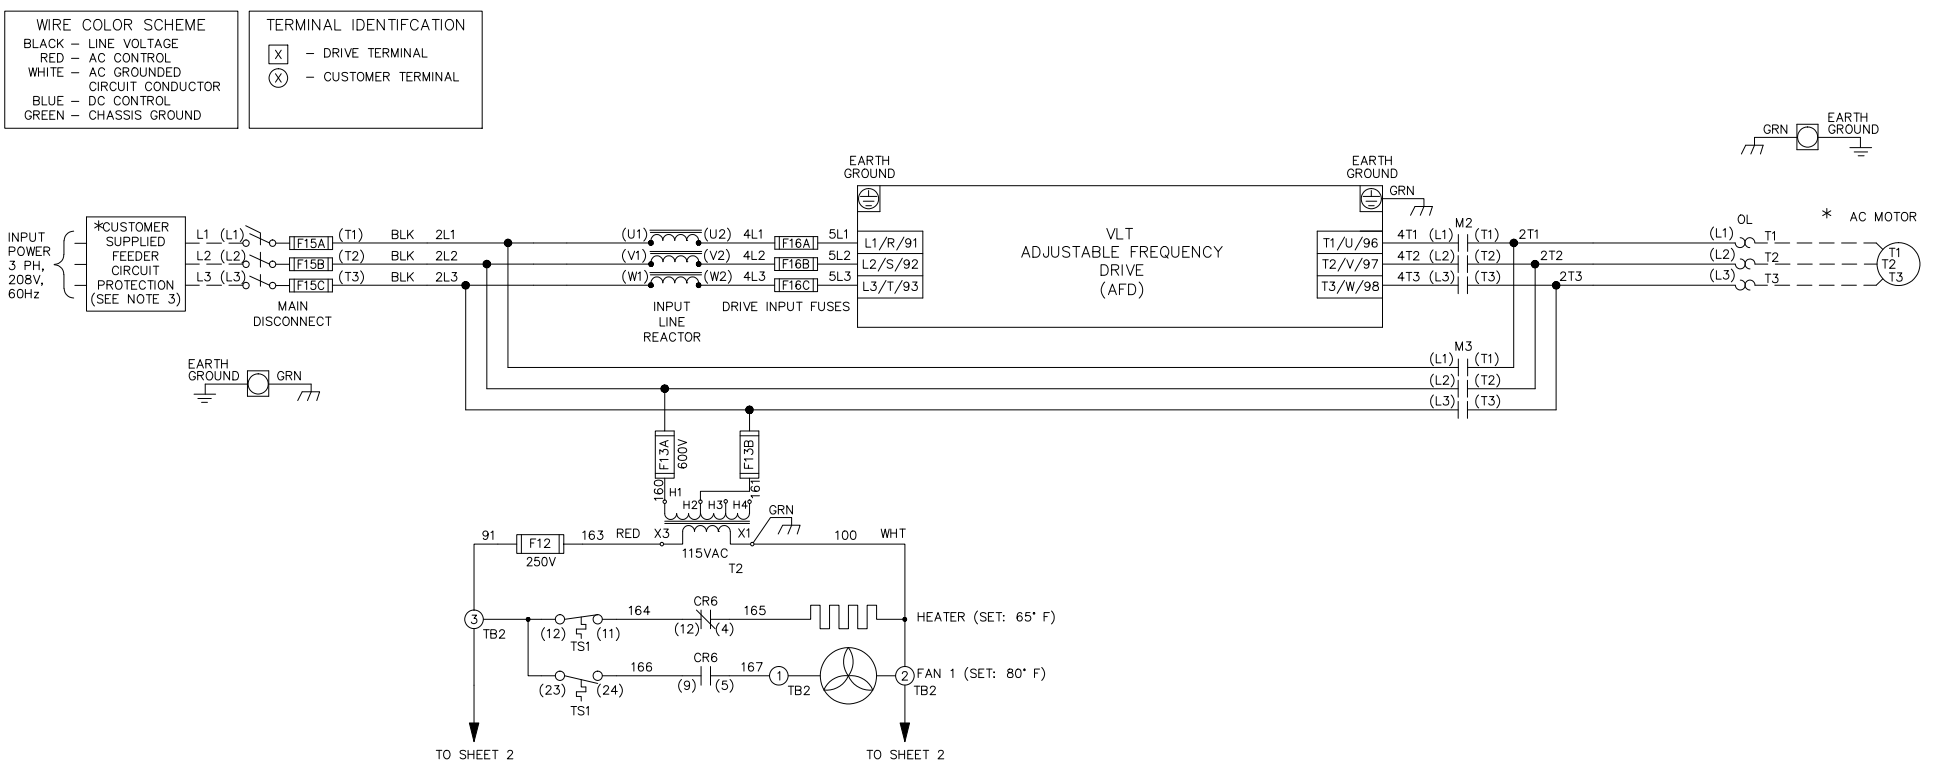 WIRE COLOR SCHEME
BLACK – LINE VOLTAGE
RED – AC CONTROL
WHITE – AC GROUNDED
CIRCUIT CONDUCTOR
BLUE – DC CONTROL
GREEN – CHASSIS GROUND
TERMINAL IDENTIFCATION
X – DRIVE TERMINAL
X – CUSTOMER TERMINAL
GRN
EARTH
GROUND
INPUT
POWER
3 PH,
208V,
60Hz
*CUSTOMER
SUPPLIED
FEEDER
CIRCUIT
PROTECTION
(SEE NOTE 3)
L1 (L1) F15A (T1) BLK 2L1
L2 (L2) F15B (T2) BLK 2L2
L3 (L3) F15C (T3) BLK 2L3
MAIN
DISCONNECT
(U1) (U2) 4L1 F16A 5L1
(V1) (V2) 4L2 F16B 5L2
(W1) (W2) 4L3 F16C 5L3
INPUT
LINE
REACTOR
DRIVE INPUT FUSES
EARTH
GROUND
L1/R/91
L2/S/92
L3/T/93
VLT
ADJUSTABLE FREQUENCY
DRIVE
(AFD)
EARTH
GROUND
GRN
T1/U/96
T2/V/97
T3/W/98
M2
4T1 (L1) (T1) 2T1
4T2 (L2) (T2) 2T2
4T3 (L3) (T3) 2T3
OL
(L1) T1
(L2) T2
(L3) T3
* AC MOTOR
T1
T2
T3
M3
(L1) (T1)
(L2) (T2)
(L3) (T3)
EARTH
GROUND
GRN
F13A
600V
F13B
160
161
H1
H2 H3 H4
GRN
91 F12 163 RED X3 X1 100 WHT
250V
115VAC
T2
3
TB2
(12) (11)
TS1
164
CR6
(12) (4)
165
HEATER (SET: 65° F)
(23) (24)
TS1
166
CR6
(9) (5)
167
1
TB2
2
TB2
FAN 1 (SET: 80° F)
TO SHEET 2
TO SHEET 2